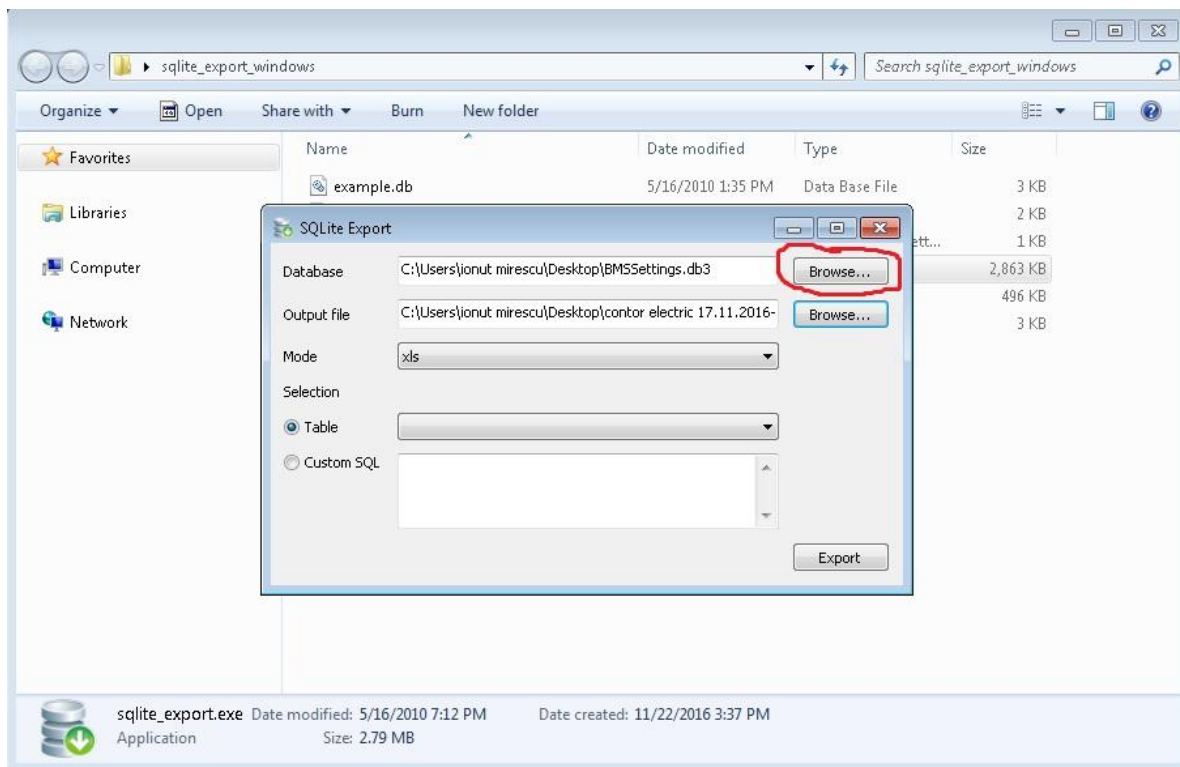 sqlite_export_windows
Search sqlite_export_windows
Organize
Open
Share with
Burn
New folder
Favorites
Libraries
Computer
Network
Name
Date modified
Type
Size
example.db
5/16/2010 1:35 PM
Data Base File
3 KB
2 KB
ett...
1 KB
2,863 KB
496 KB
3 KB
SQLite Export
Database
C:\Users\ionut mirescu\Desktop\BMSSettings.db3
Browse...
Output file
C:\Users\ionut mirescu\Desktop\contor electric 17.11.2016-
Browse...
Mode
xls
Selection
Table
Custom SQL
Export
sqlite_export.exe Date modified: 5/16/2010 7:12 PM Date created: 11/22/2016 3:37 PM
Application Size: 2.79 MB